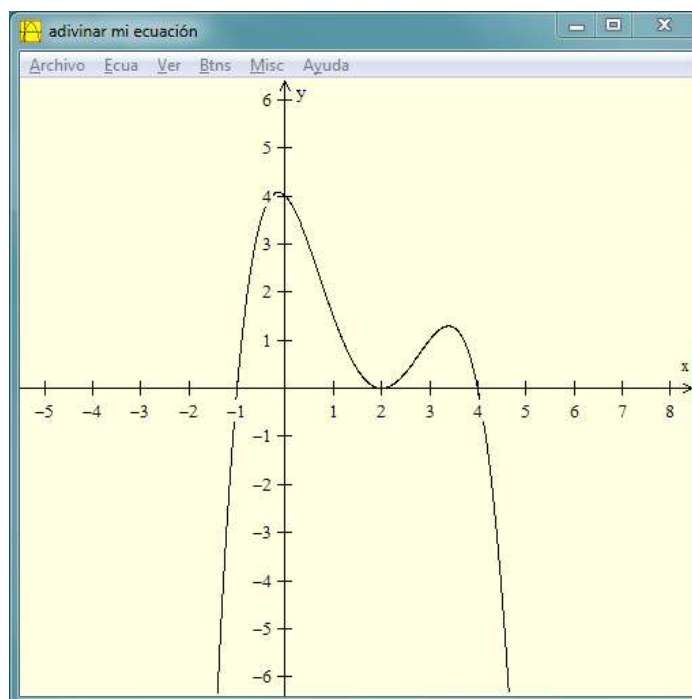 adivinar mi ecuación
Archivo Ecua Ver Btns Misc Ayuda
6 y
5
4
3
2
1 x
−5 −4 −3 −2 −1 1 2 3 4 5 6 7 8
−1
−2
−3
−4
−5
−6